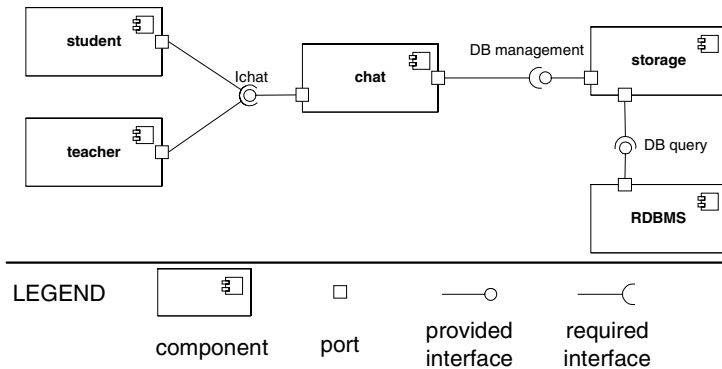 student
Ichat
chat
DB management
storage
teacher
DB query
RDBMS
LEGEND
component
port
provided
interface
required
interface